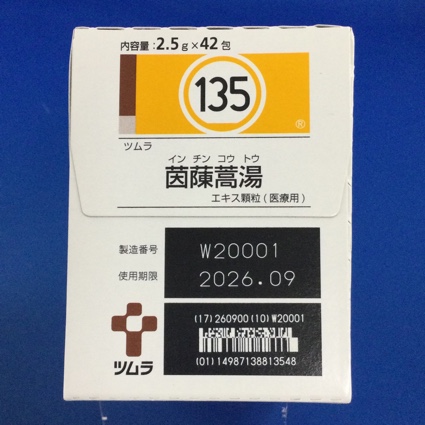 内容量：2.5g×42包
135
®
ツムラ
イン チン コウ トウ
茵蔯蒿湯
エキス顆粒(医療用)
製造番号 W20001
使用期限 2026.09
(17)260900(10)W20001
(01)14987138813548
ツムラ